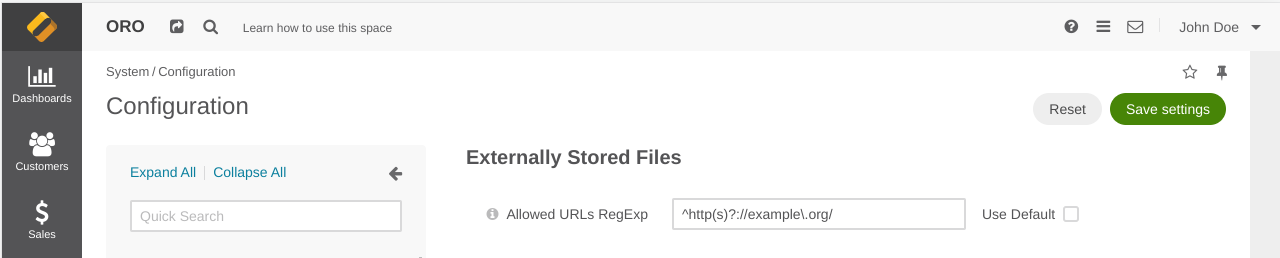 ORO Learn how to use this space John Doe
System / Configuration
Dashboards
Configuration
Reset Save settings
Customers
Expand All Collapse All
Externally Stored Files
Quick Search
Allowed URLs RegExp ^http(s)?://example\.org/ Use Default
Sales